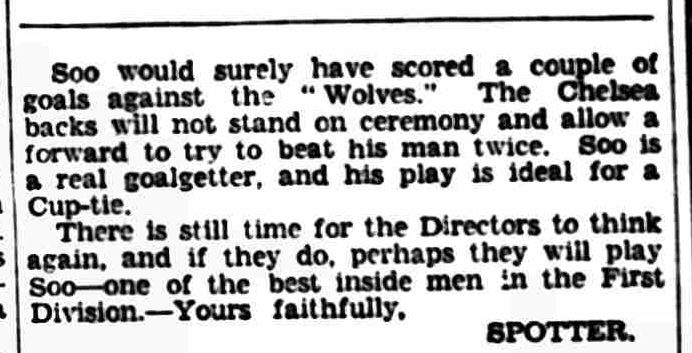 Soo would surely have scored a couple of
goals against the "Wolves." The Chelsea
backs will not stand on ceremony and allow a
forward to try to beat his man twice. Soo is
a real goalgetter, and his play is ideal for a
Cup-tie.
There is still time for the Directors to think
again, and if they do, perhaps they will play
Soo—one of the best inside men in the First
Division.—Yours faithfully,
SPOTTER.